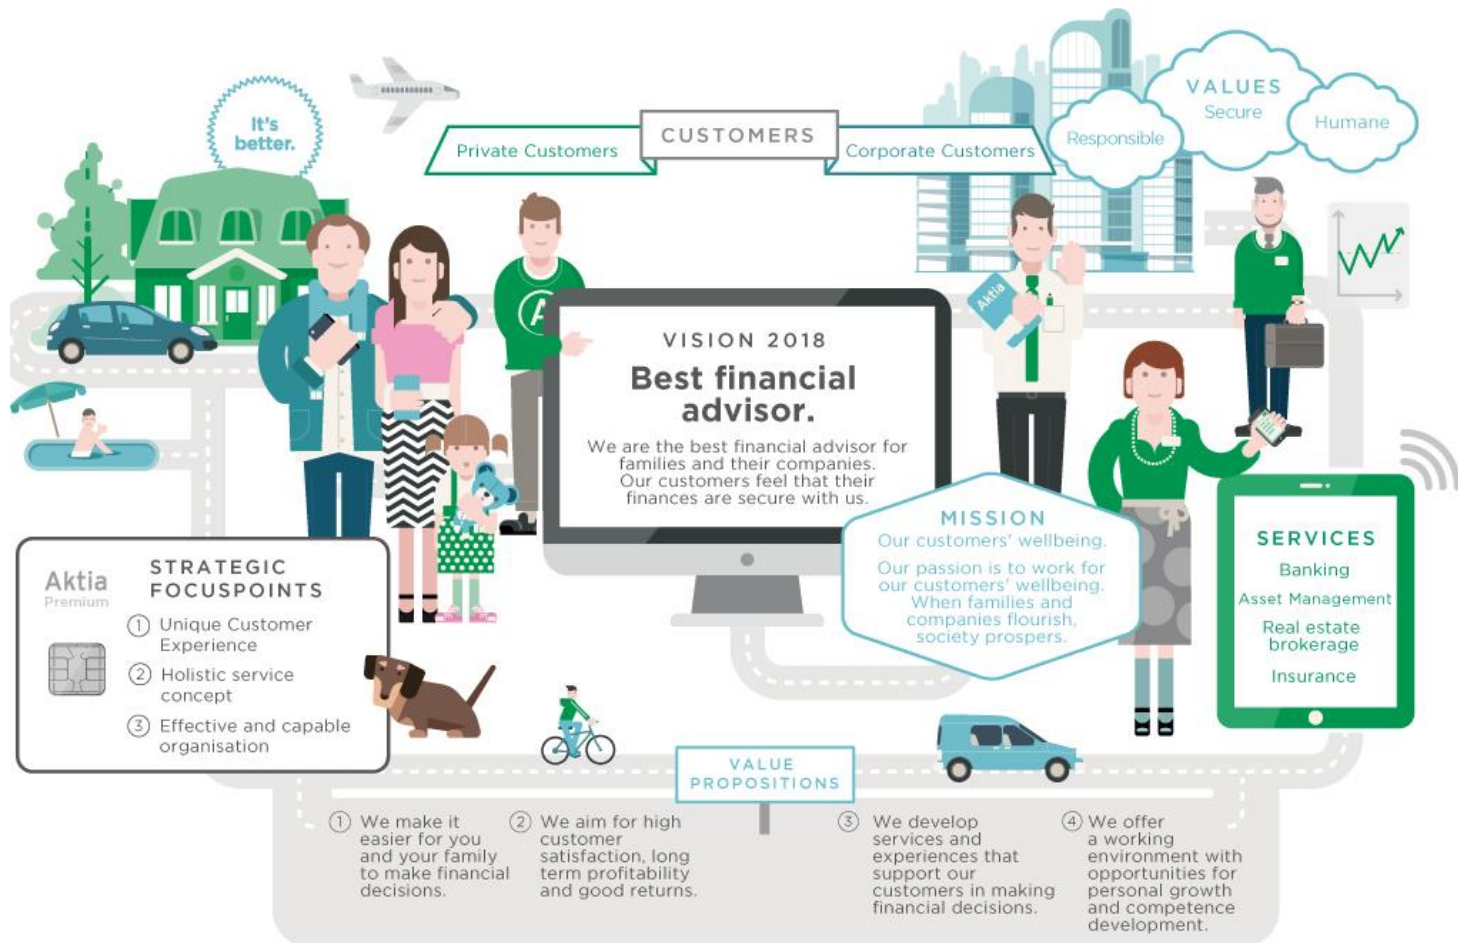 It's
better.
CUSTOMERS
Private Customers
Corporate Customers
VALUES
Secure
Responsible
Humane
A
Aktia
VISION 2018
Best financial
advisor.
We are the best financial advisor for
families and their companies.
Our customers feel that their
finances are secure with us.
MISSION
Our customers' wellbeing.
Our passion is to work for
our customers' wellbeing.
When families and
companies flourish,
society prospers.
SERVICES
Banking
Asset Management
Real estate
brokerage
Insurance
Aktia
Premium
STRATEGIC
FOCUSPOINTS
1 Unique Customer
Experience
2 Holistic service
concept
3 Effective and capable
organisation
VALUE
PROPOSITIONS
1 We make it
easier for you
and your family
to make financial
decisions.
2 We aim for high
customer
satisfaction, long
term profitability
and good returns.
3 We develop
services and
experiences that
support our
customers in making
financial decisions.
4 We offer
a working
environment with
opportunities for
personal growth
and competence
development.